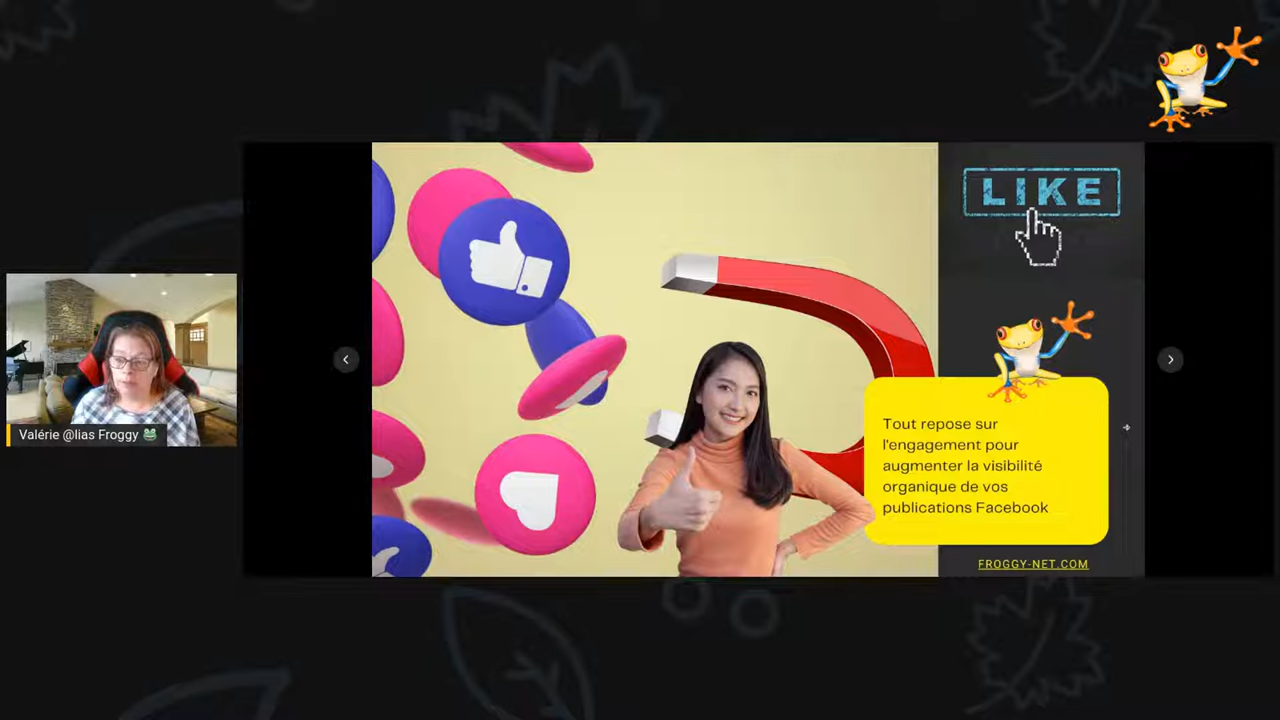 LIKE
Valérie @lias Froggy 🐸
Tout repose sur
l'engagement pour
augmenter la visibilité
organique de vos
publications Facebook
FROGGY-NET.COM